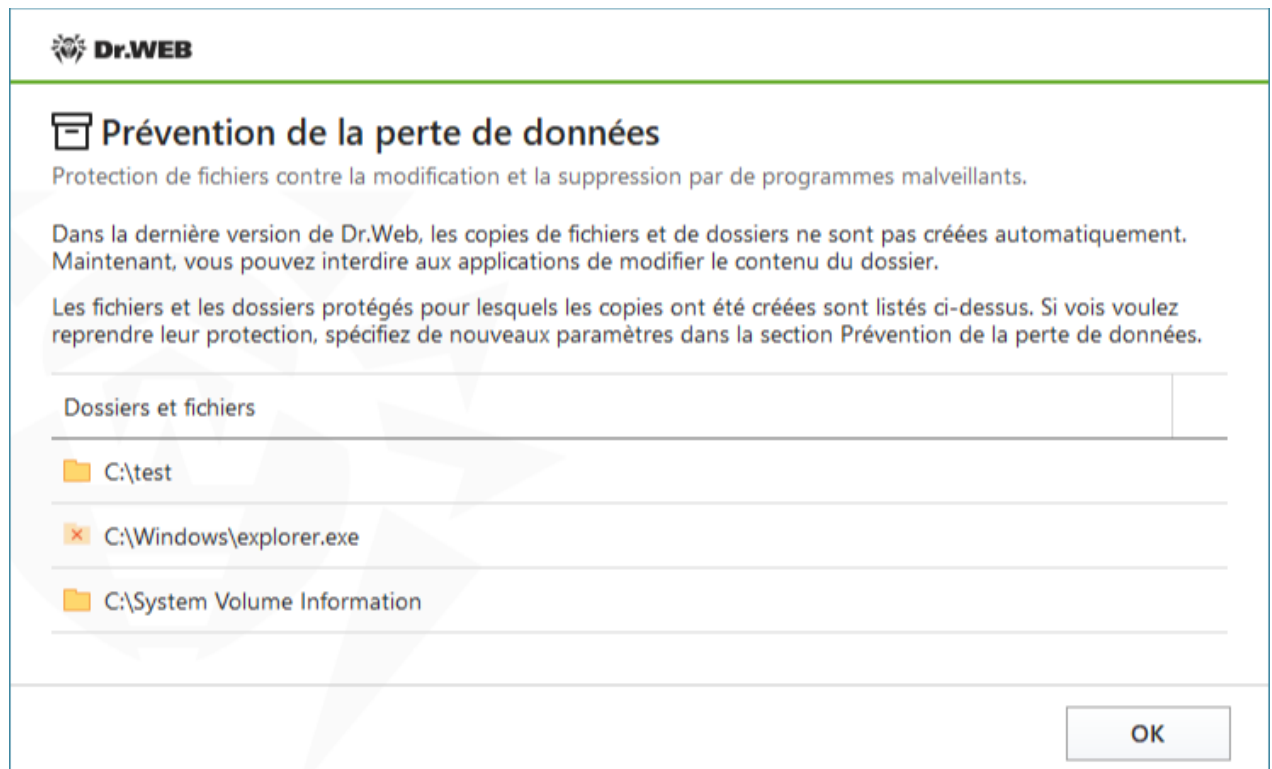 Dr.WEB
Prévention de la perte de données
Protection de fichiers contre la modification et la suppression par de programmes malveillants.
Dans la dernière version de Dr.Web, les copies de fichiers et de dossiers ne sont pas créées automatiquement.
Maintenant, vous pouvez interdire aux applications de modifier le contenu du dossier.
Les fichiers et les dossiers protégés pour lesquels les copies ont été créées sont listés ci-dessus. Si vois voulez
reprendre leur protection, spécifiez de nouveaux paramètres dans la section Prévention de la perte de données.
Dossiers et fichiers
C:\test
C:\Windows\explorer.exe
C:\System Volume Information
OK